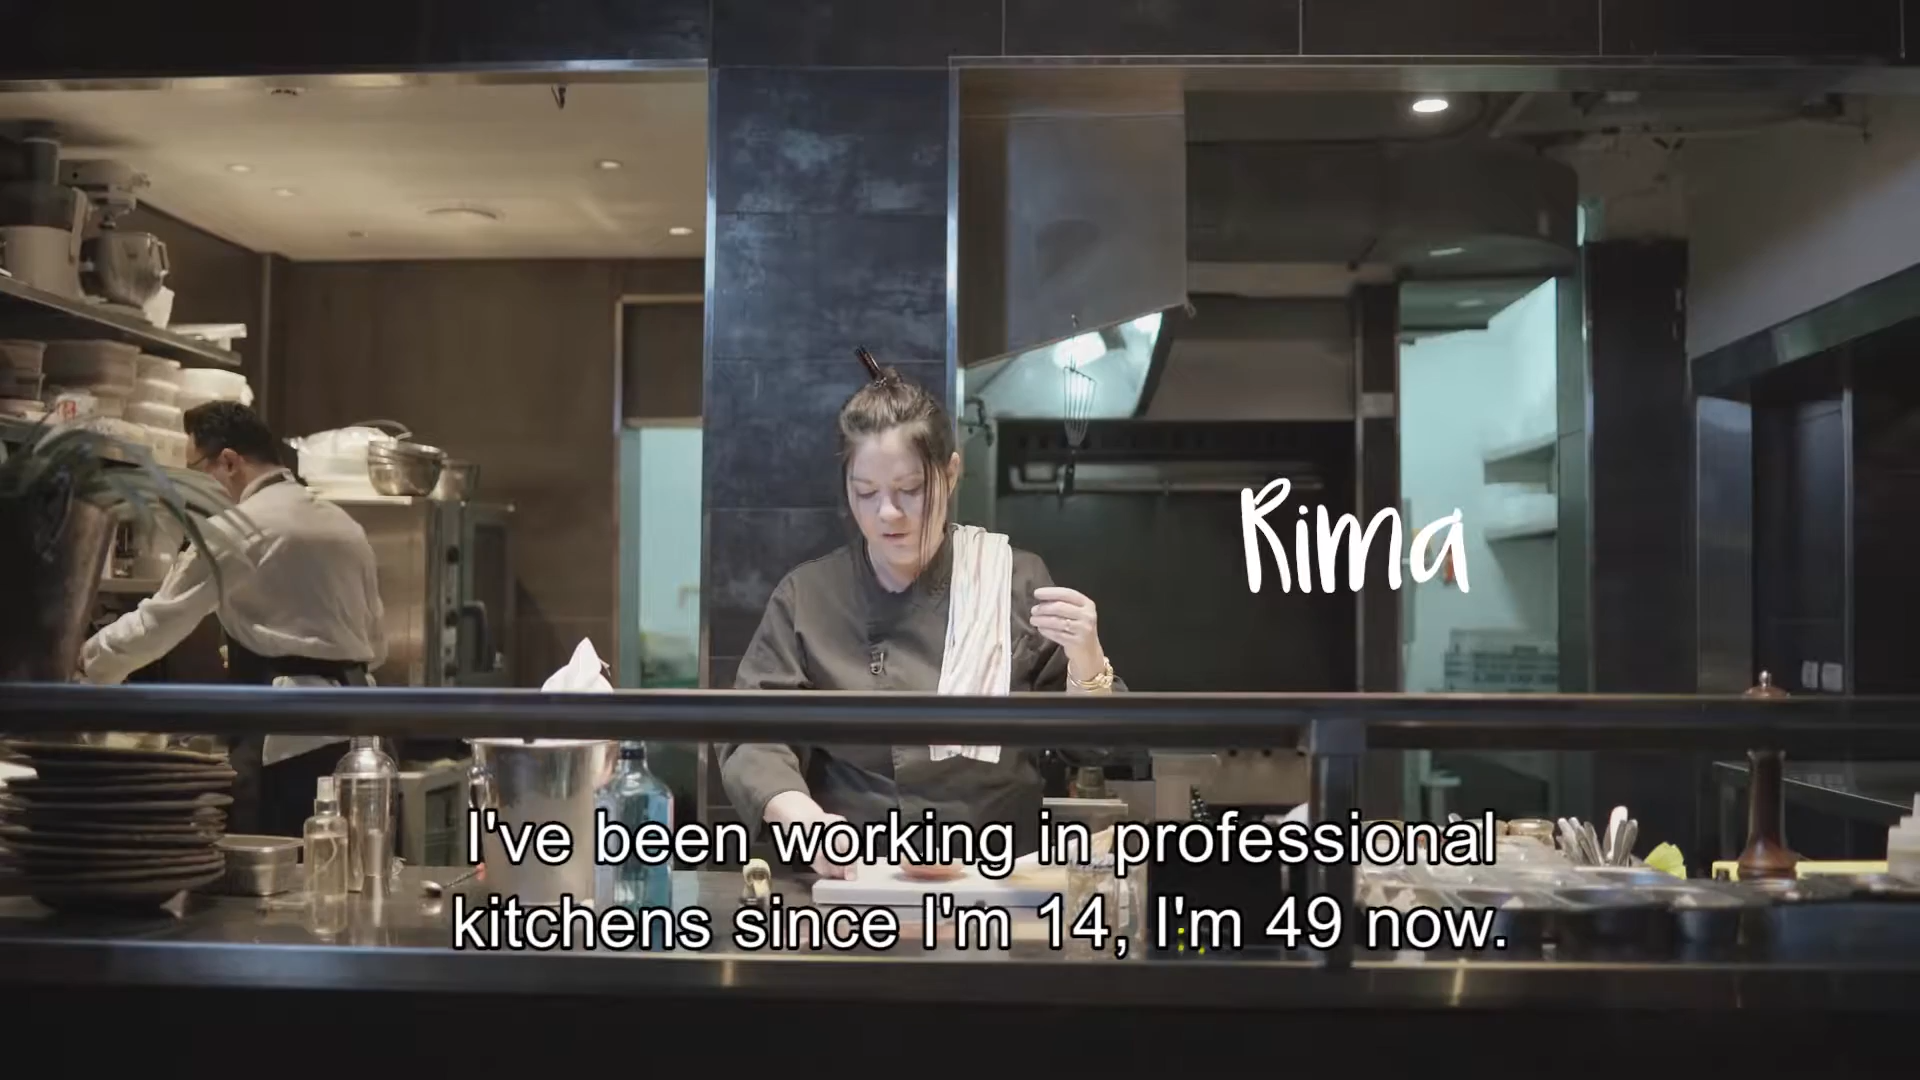 Rima
I've been working in professional
kitchens since I'm 14, I'm 49 now.